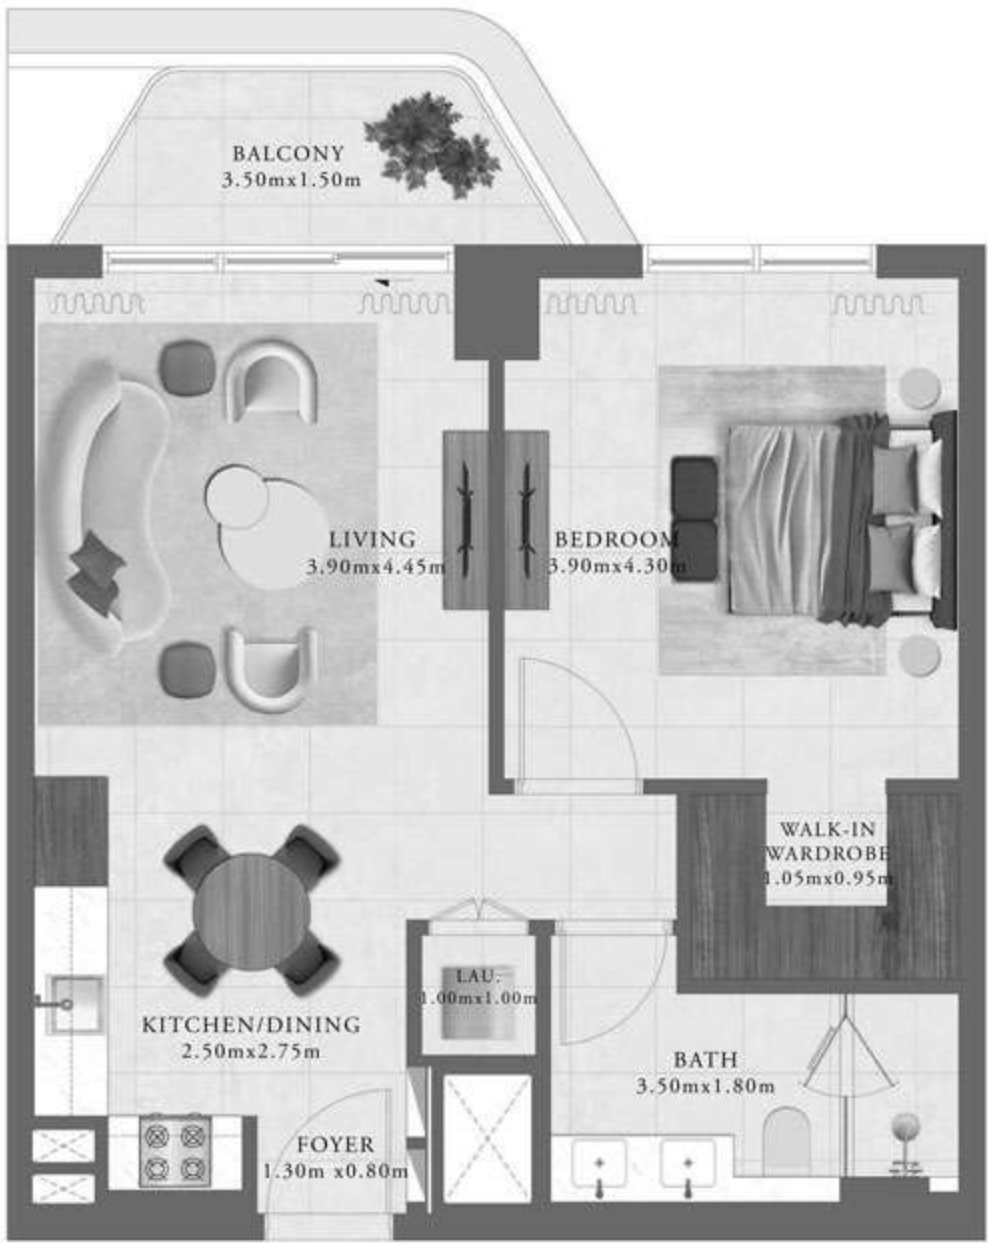 BALCONY
3.50mx1.50m
LIVING
3.90mx4.45m
BEDROOM
3.90mx4.30m
WALK-IN
WARDROBE
1.05mx0.95m
LAU.
1.00mx1.00m
KITCHEN/DINING
2.50mx2.75m
BATH
3.50mx1.80m
FOYER
1.30m x0.80m